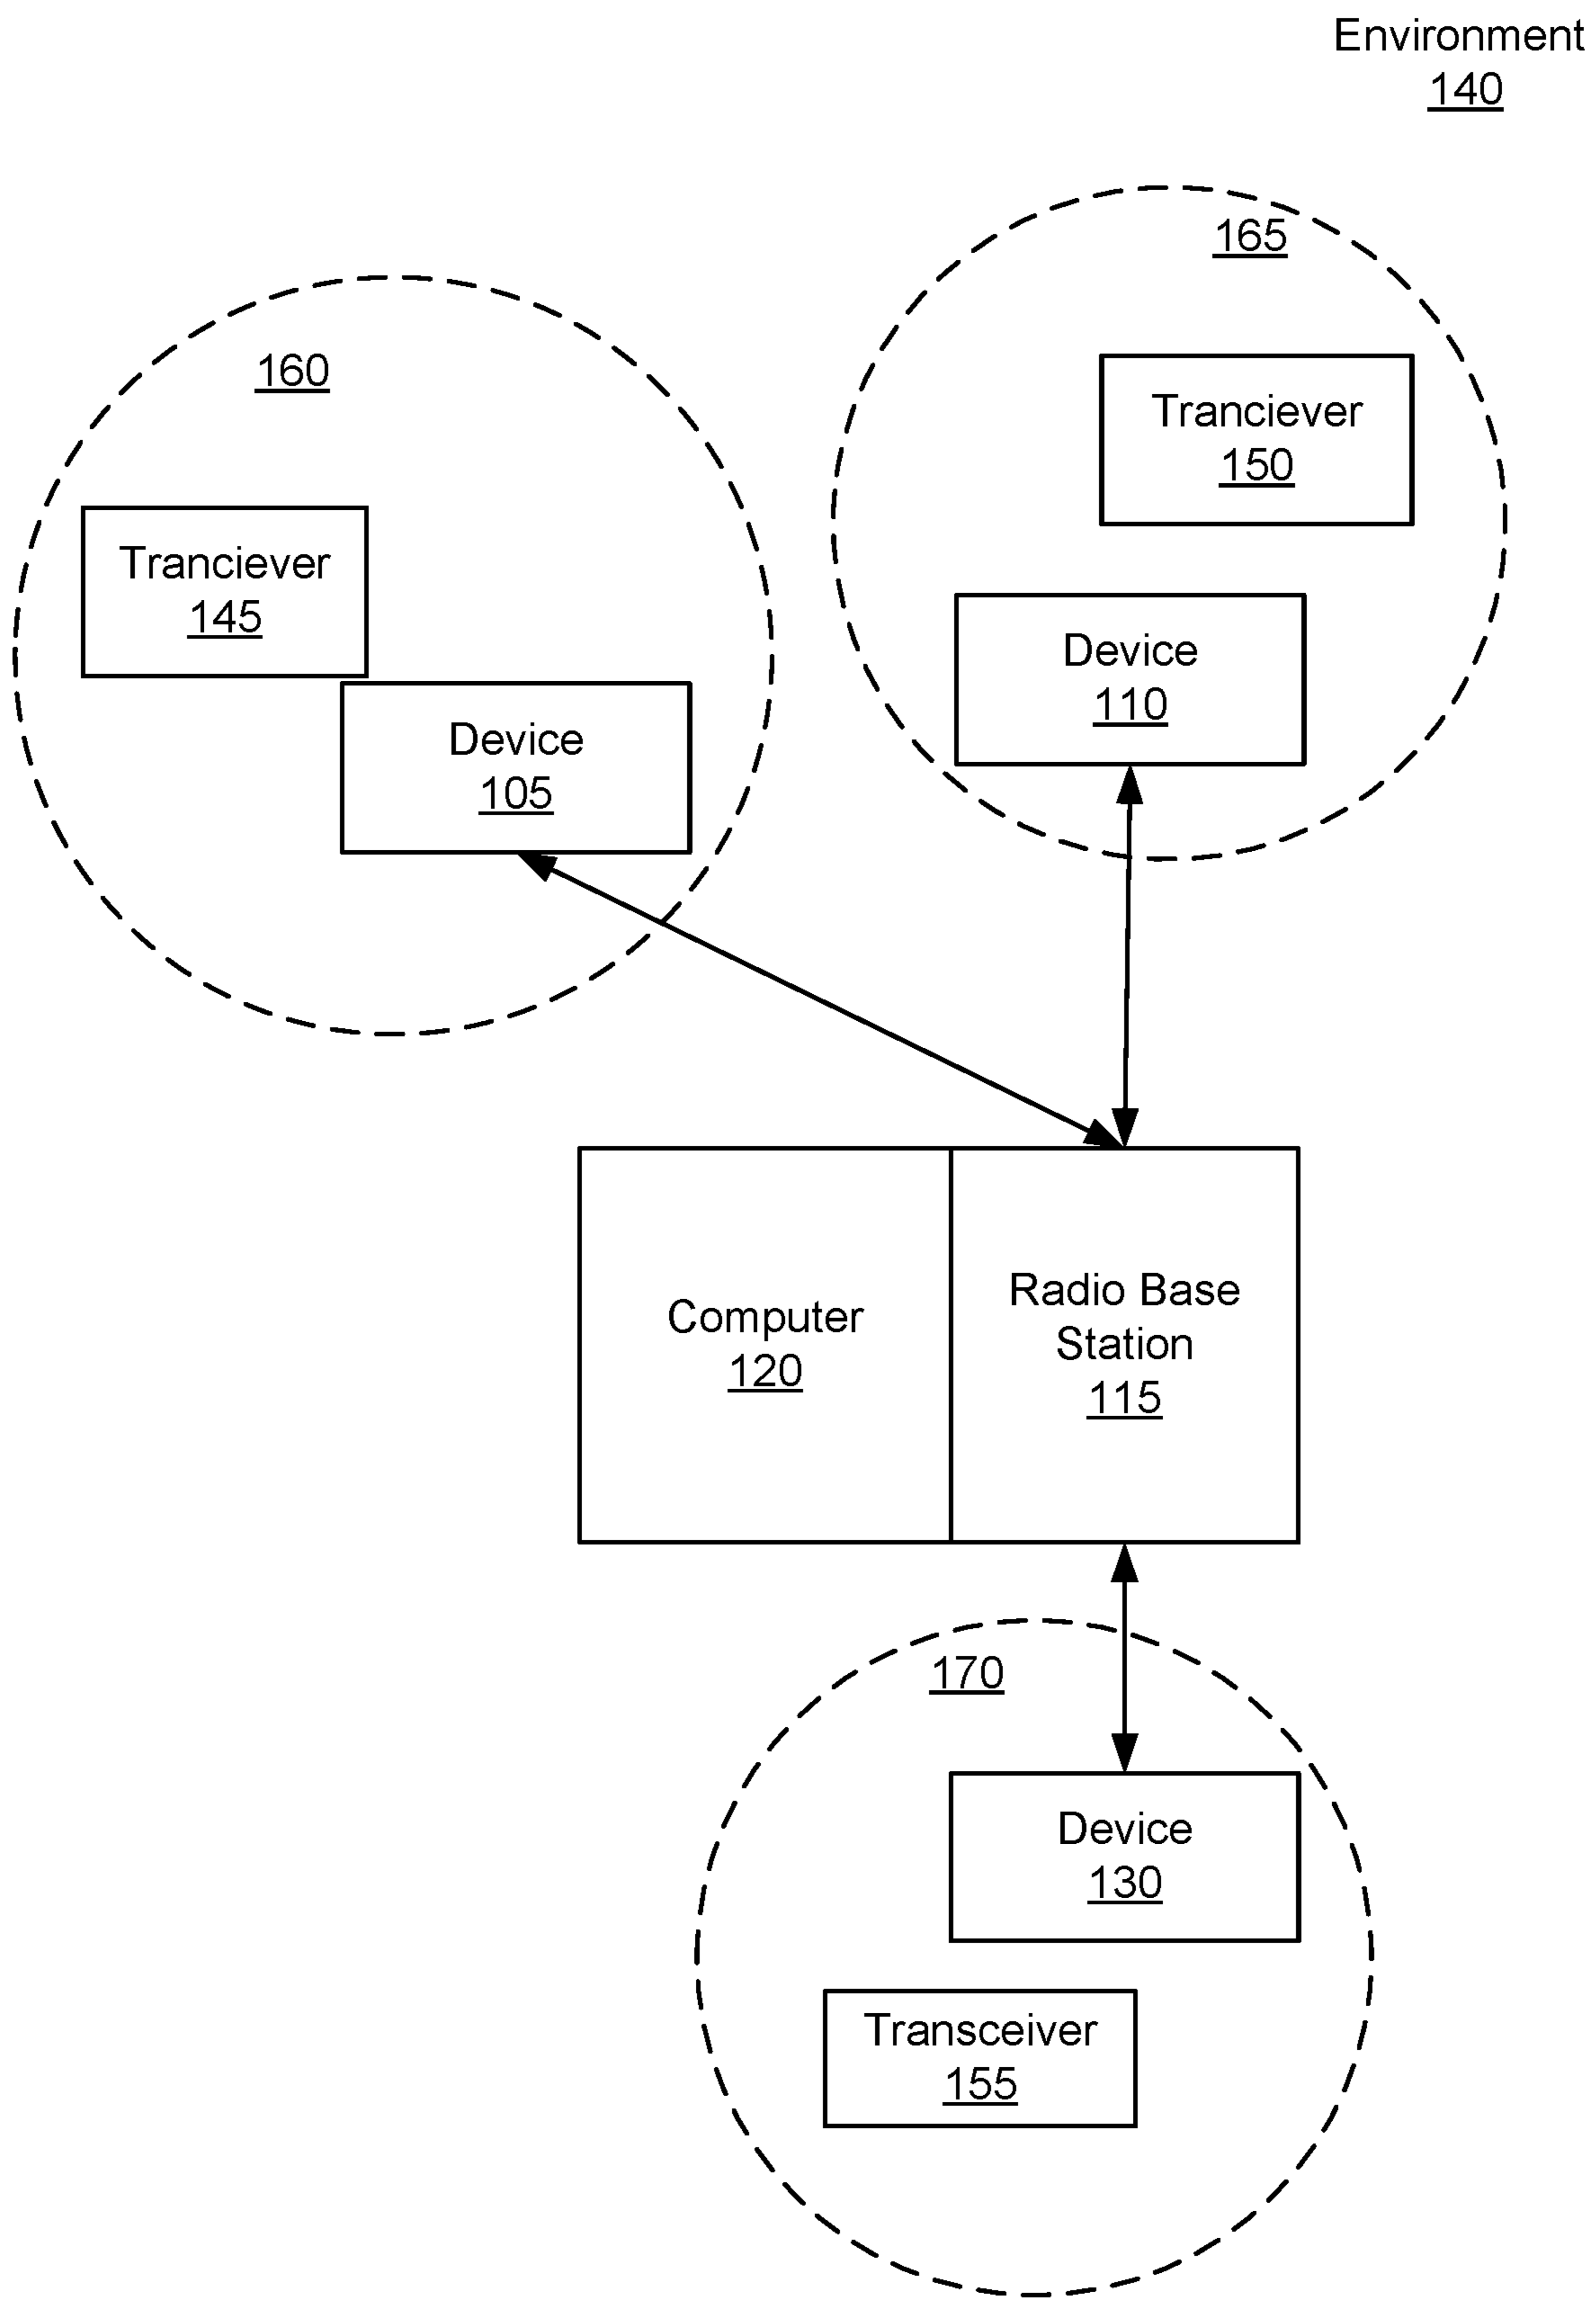 Environment
140
165
160
Tranciever
150
Tranciever
145
Device
110
Device
105
Computer
120
Radio Base
Station
115
170
Device
130
Transceiver
155